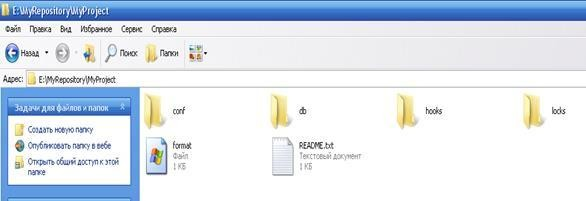 E:\MyRepository\MyProject
Файл Правка Вид Избранное Сервис Справка
Назад Поиск Папки
Адрес: E:\MyRepository\MyProject
Задачи для файлов и папок
Создать новую папку
Опубликовать папку в вебе
Открыть общий доступ к этой
папке
conf db hooks locks
format
Файл
1 КБ
README.txt
Текстовый документ
1 КБ